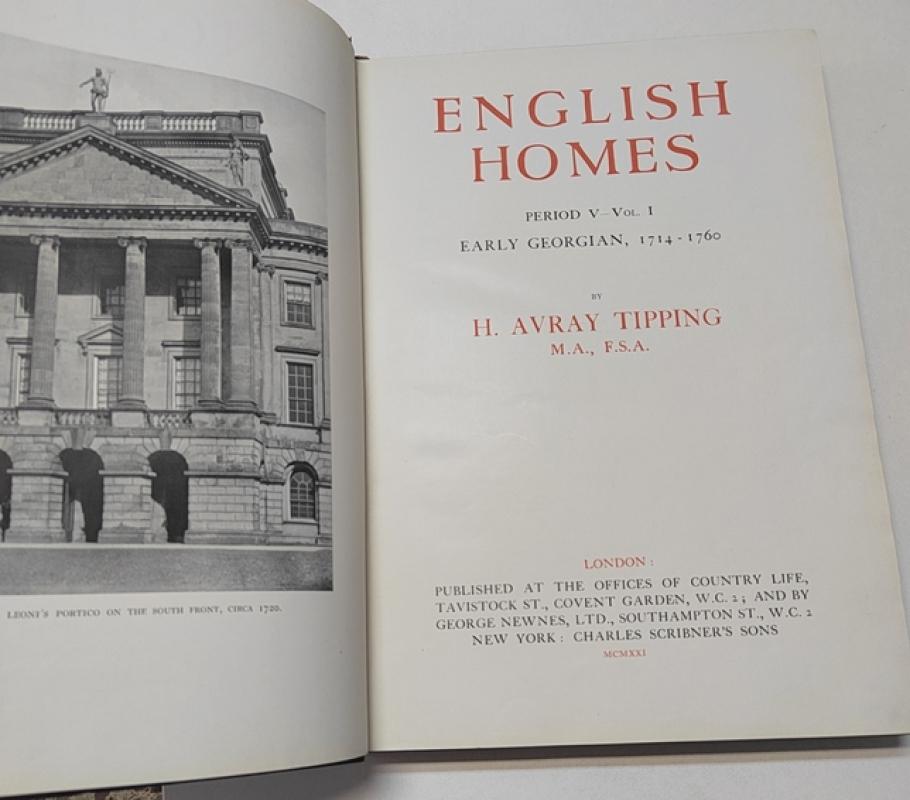 LEONI'S PORTICO ON THE SOUTH FRONT, CIRCA 1720.
ENGLISH
HOMES
PERIOD V—VOL. I
EARLY GEORGIAN, 1714-1760
BY
H. AVRAY TIPPING
M.A., F.S.A.
LONDON:
PUBLISHED AT THE OFFICES OF COUNTRY LIFE,
TAVISTOCK ST., COVENT GARDEN, W.C. 2; AND BY
GEORGE NEWNES, LTD., SOUTHAMPTON ST., W.C. 2
NEW YORK: CHARLES SCRIBNER'S SONS
MCMXXI